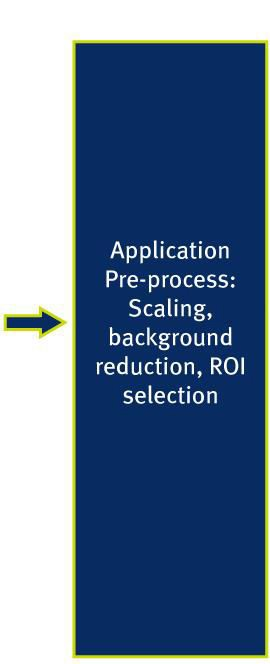 Application
Pre-process:
Scaling,
background
reduction, ROI
selection